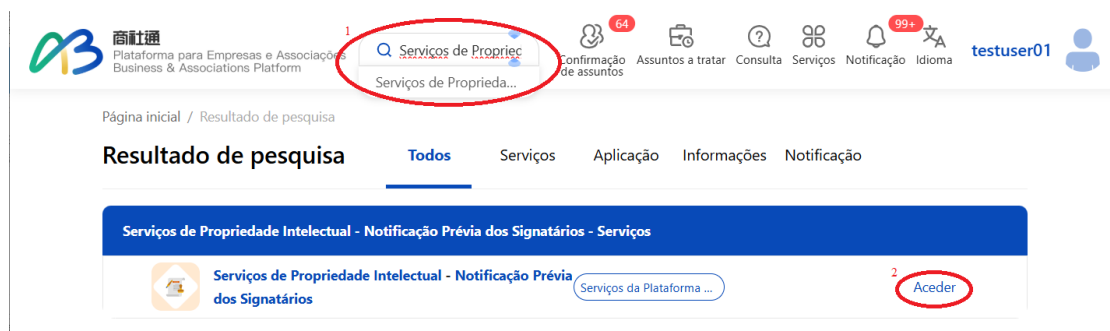 商社通
Plataforma para Empresas e Associações
Business & Associations Platform
1
Serviços de Propriec
Serviços de Proprieda...
64
Confirmação de assuntos
Assuntos a tratar
Consulta
Serviços
99+
Notificação
Idioma
testuser01
Página inicial / Resultado de pesquisa
Resultado de pesquisa
Todos
Serviços
Aplicação
Informações
Notificação
Serviços de Propriedade Intelectual - Notificação Prévia dos Signatários - Serviços
Serviços de Propriedade Intelectual - Notificação Prévia
dos Signatários
Serviços da Plataforma ...
2
Aceder